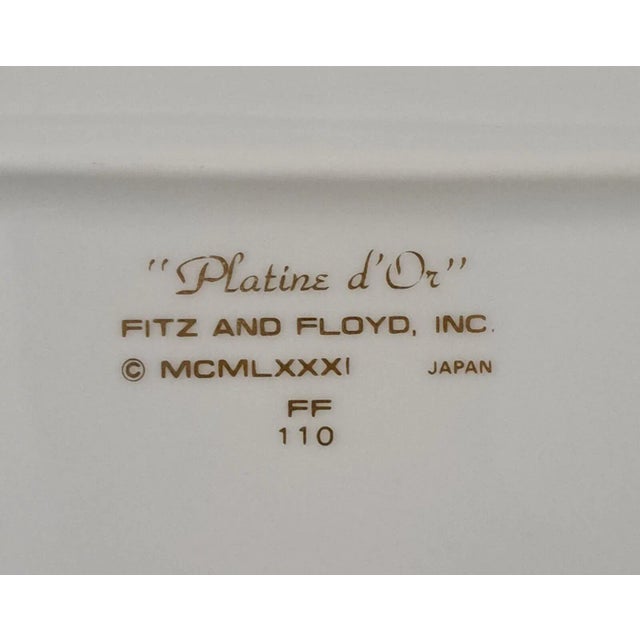 "Platine d'Or"
FITZ AND FLOYD, INC.
© MCMLXXXI JAPAN
FF
110